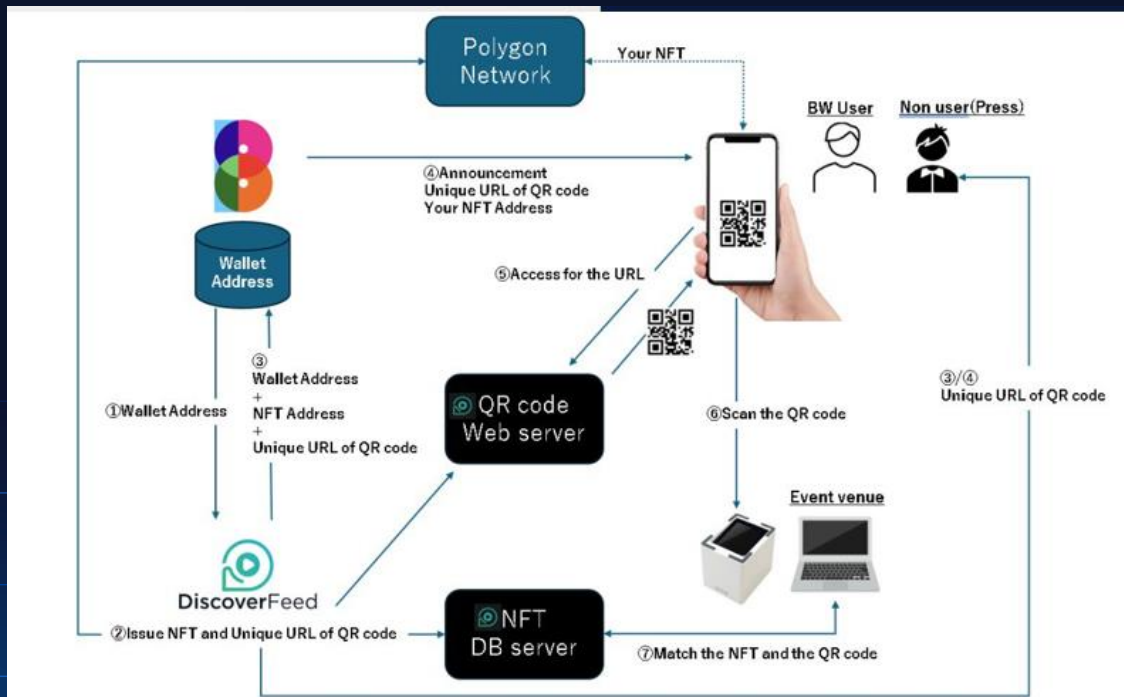 Polygon
Network
Your NFT
BW User
Non user(Press)
④Announcement
Unique URL of QR code
Your NFT Address
Wallet
Address
⑤Access for the URL
①Wallet Address
③
Wallet Address
+
NFT Address
+
Unique URL of QR code
QR code
Web server
⑥Scan the QR code
③/④
Unique URL of QR code
Event venue
DiscoverFeed
②Issue NFT and Unique URL of QR code
NFT
DB server
⑦Match the NFT and the QR code